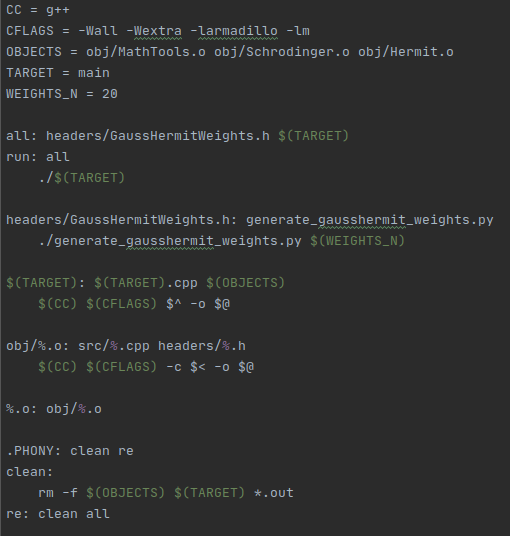 CC = g++
CFLAGS = -Wall -Wextra -larmadillo -lm
OBJECTS = obj/MathTools.o obj/Schrodinger.o obj/Hermit.o
TARGET = main
WEIGHTS_N = 20

all: headers/GaussHermitWeights.h $(TARGET)
run: all
    ./$(TARGET)

headers/GaussHermitWeights.h: generate_gausshermit_weights.py
    ./generate_gausshermit_weights.py $(WEIGHTS_N)

$(TARGET): $(TARGET).cpp $(OBJECTS)
    $(CC) $(CFLAGS) $^ -o $@

obj/%.o: src/%.cpp headers/%.h
    $(CC) $(CFLAGS) -c $< -o $@

%.o: obj/%.o

.PHONY: clean re
clean:
    rm -f $(OBJECTS) $(TARGET) *.out
re: clean all